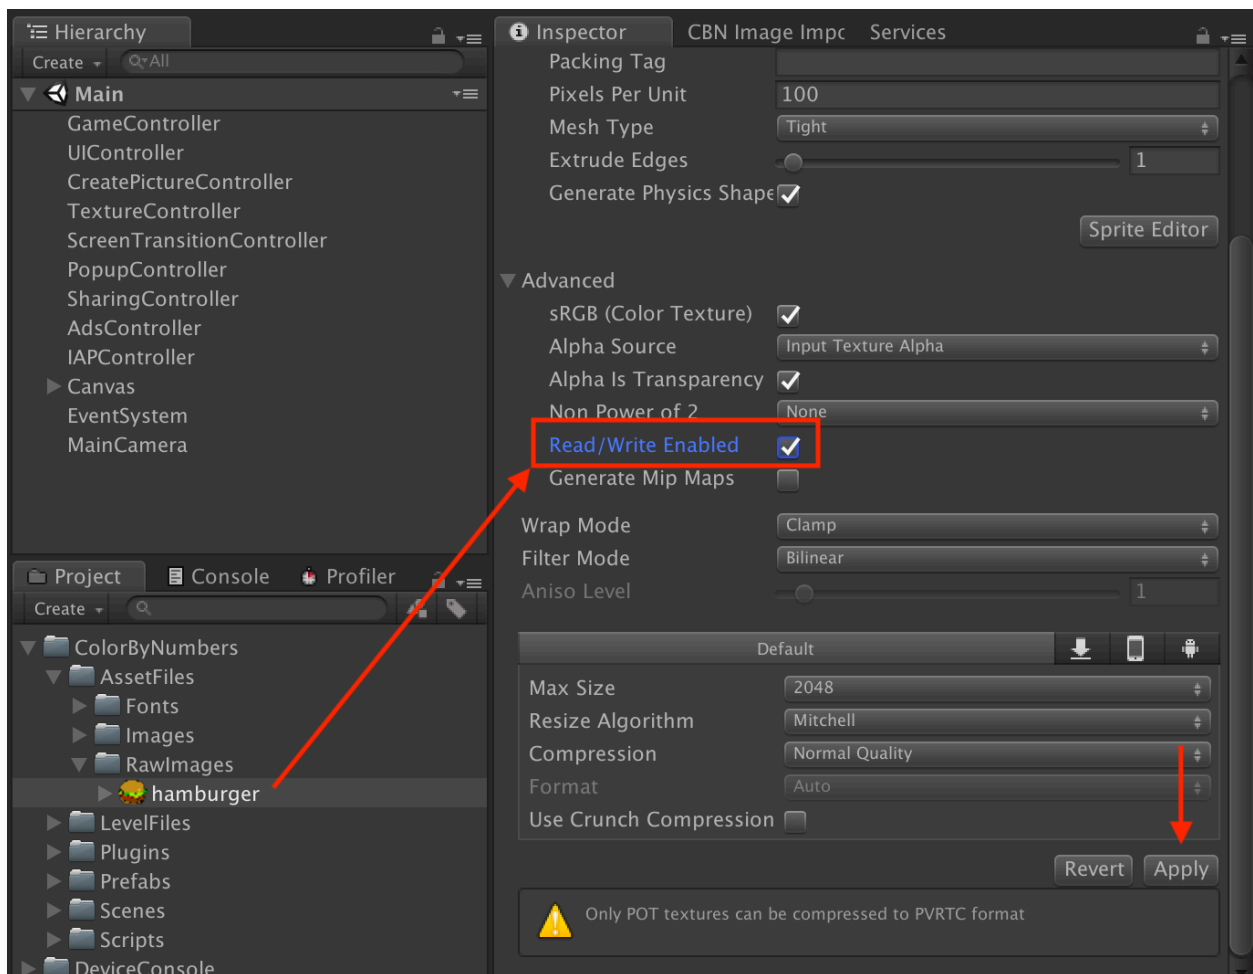 Hierarchy
Create
All
Main
GameController
UIController
CreatePictureController
TextureController
ScreenTransitionController
PopupController
SharingController
AdsController
IAPController
Canvas
EventSystem
MainCamera
Project
Console
Profiler
Create
ColorByNumbers
AssetFiles
Fonts
Images
RawImages
hamburger
LevelFiles
Plugins
Prefabs
Scenes
Scripts
DeviceConsole
Inspector
CBN Image Impc
Services
Packing Tag
Pixels Per Unit 100
Mesh Type Tight
Extrude Edges 1
Generate Physics Shape
Sprite Editor
Advanced
sRGB (Color Texture)
Alpha Source Input Texture Alpha
Alpha Is Transparency
Non Power of 2 None
Read/Write Enabled
Generate Mip Maps
Wrap Mode Clamp
Filter Mode Bilinear
Aniso Level 1
Default
Max Size 2048
Resize Algorithm Mitchell
Compression Normal Quality
Format Auto
Use Crunch Compression
Revert Apply
Only POT textures can be compressed to PVRTC format